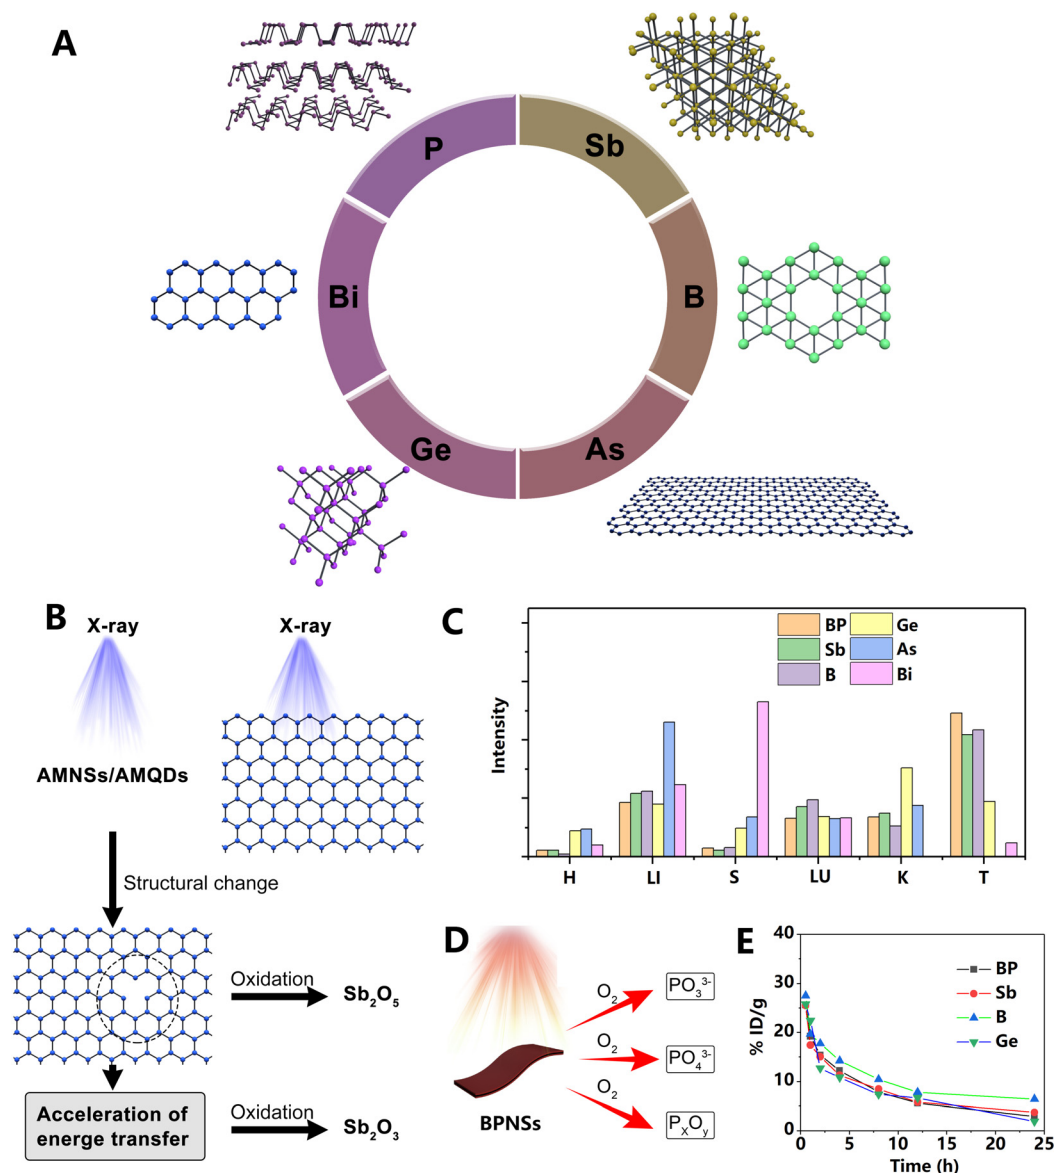 A
P
Sb
Bi
B
Ge
As
B
X-ray
X-ray
AMNSs/AMQDs
Structural change
Oxidation
Sb₂O₅
Acceleration of
energe transfer
Oxidation
Sb₂O₃
C
Intensity
BP
Ge
Sb
As
B
Bi
H
LI
S
LU
K
T
D
O₂
PO₃³⁻
O₂
PO₄³⁻
O₂
PₓOᵧ
BPNSs
E
% ID/g
40
30
20
10
0
BP
Sb
B
Ge
0
5
10
15
20
25
Time (h)